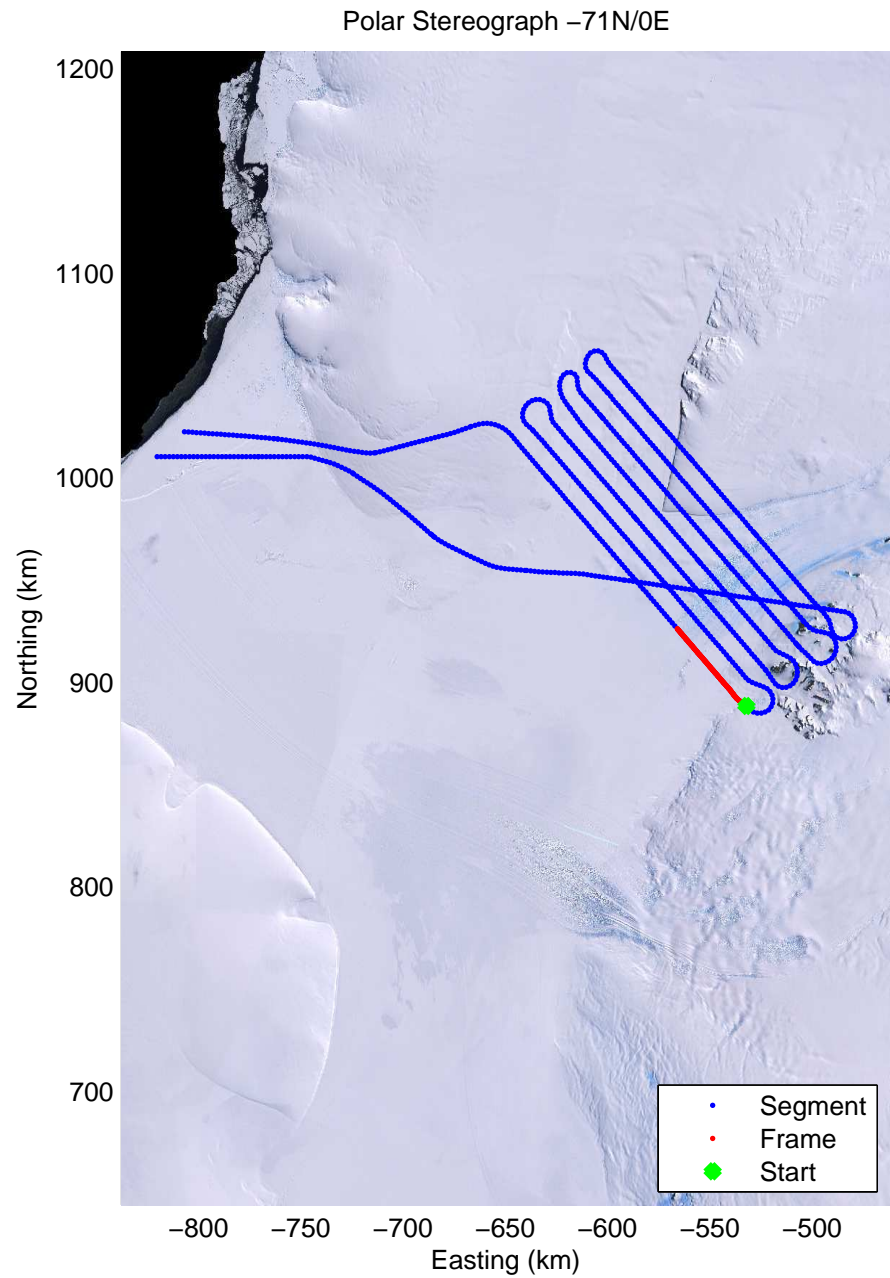 Polar Stereograph −71N/0E
1200
1100
1000
900
800
700
Northing (km)
Segment
Frame
Start
−800 −750 −700 −650 −600 −550 −500
Easting (km)